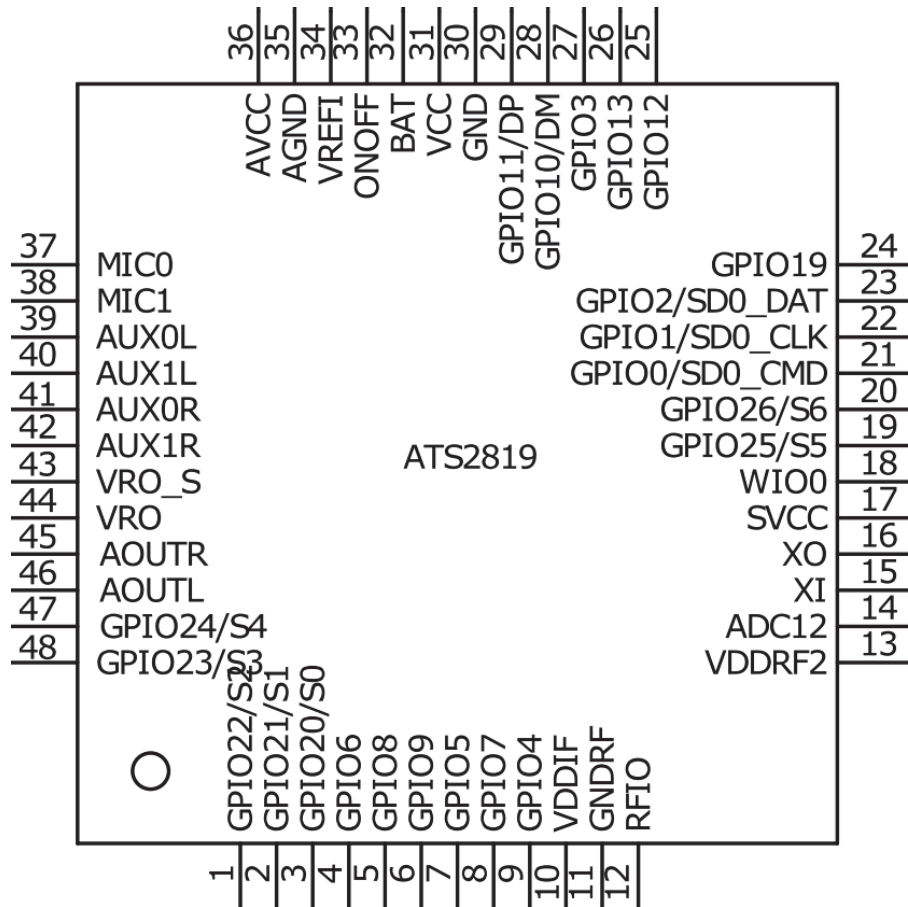 36 35 34 33 32 31 30 29 28 27 26 25
AVCC
AGND
VREFI
ONOFF
BAT
VCC
GND
GPIO11/DP
GPIO10/DM
GPIO3
GPIO13
GPIO12
37 MIC0
38 MIC1
39 AUX0L
40 AUX1L
41 AUX0R
42 AUX1R
43 VRO_S
44 VRO
45 AOUTR
46 AOUTL
47 GPIO24/S4
48 GPIO23/S3
ATS2819
GPIO19 24
GPIO2/SD0_DAT 23
GPIO1/SD0_CLK 22
GPIO0/SD0_CMD 21
GPIO26/S6 20
GPIO25/S5 19
WIO0 18
SVCC 17
XO 16
XI 15
ADC12 14
VDDRF2 13
GPIO22/S2
GPIO21/S1
GPIO20/S0
GPIO6
GPIO8
GPIO9
GPIO5
GPIO7
GPIO4
VDDIF
GNDRF
RFIO
1 2 3 4 5 6 7 8 9 10 11 12